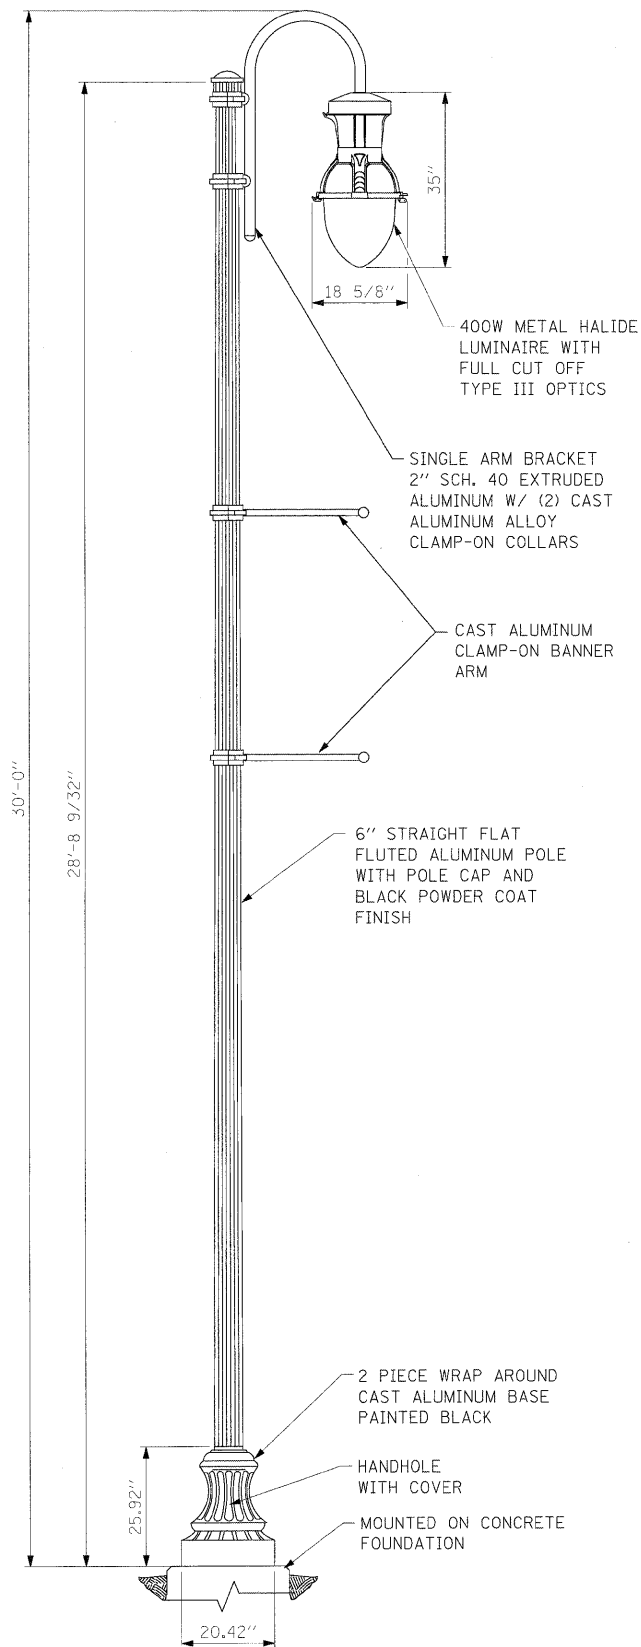 35"
18 5/8"
400W METAL HALIDE
LUMINAIRE WITH
FULL CUT OFF
TYPE III OPTICS
SINGLE ARM BRACKET
2" SCH. 40 EXTRUDED
ALUMINUM W/ (2) CAST
ALUMINUM ALLOY
CLAMP-ON COLLARS
CAST ALUMINUM
CLAMP-ON BANNER
ARM
30'-0"
28'-8 9/32"
6" STRAIGHT FLAT
FLUTED ALUMINUM POLE
WITH POLE CAP AND
BLACK POWDER COAT
FINISH
2 PIECE WRAP AROUND
CAST ALUMINUM BASE
PAINTED BLACK
HANDHOLE
WITH COVER
25.92"
MOUNTED ON CONCRETE
FOUNDATION
20.42"